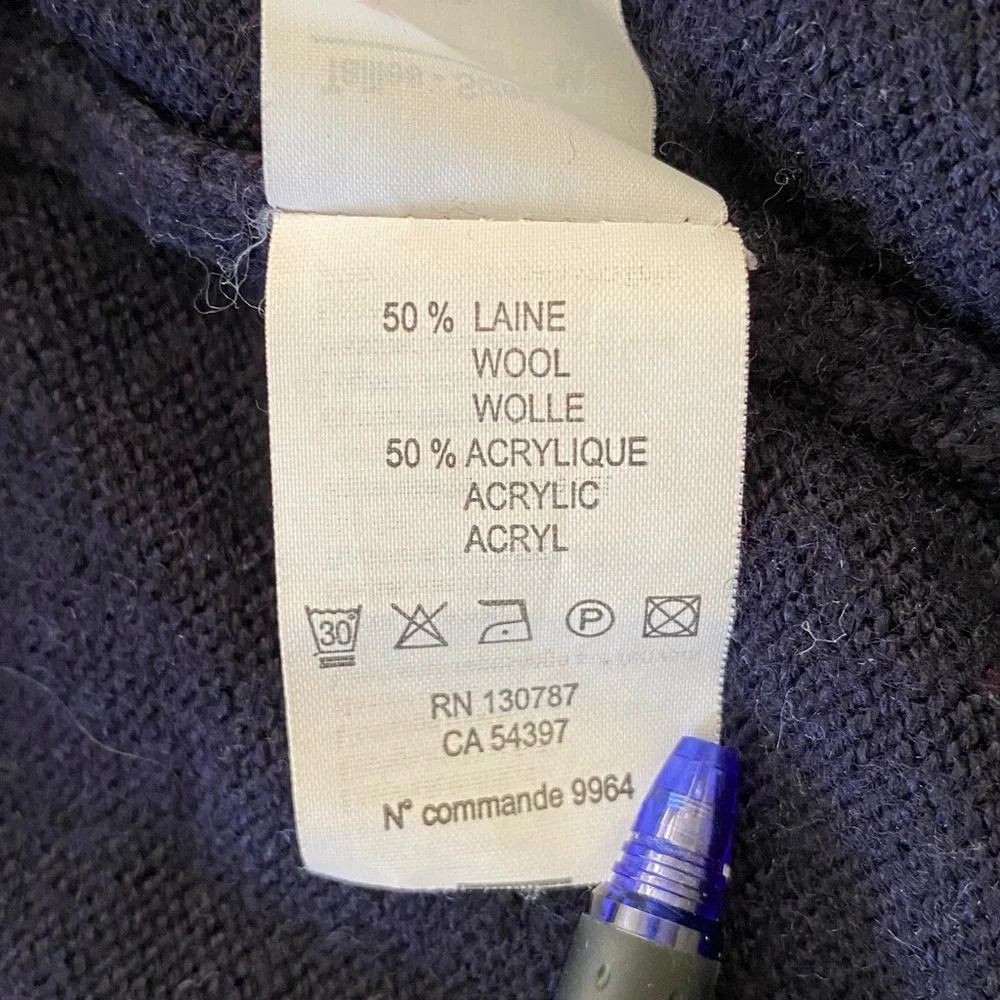 50 % LAINE
WOOL
WOLLE
50 % ACRYLIQUE
ACRYLIC
ACRYL
30°
P
RN 130787
CA 54397
N° commande 9964